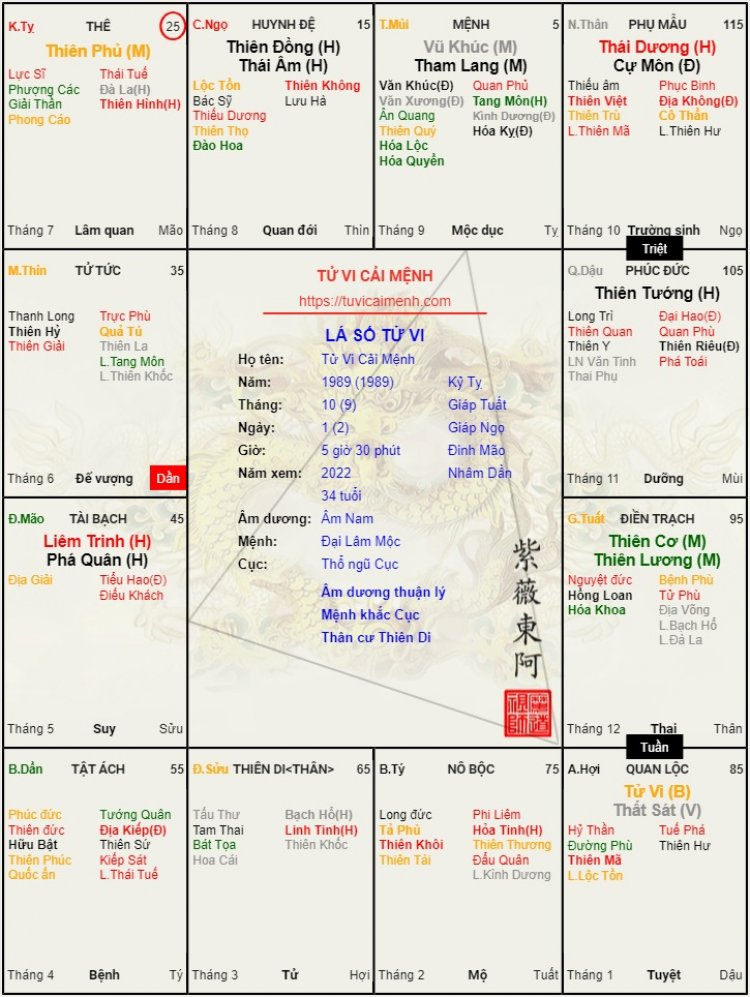 K.Tỵ THÊ 25
Thiên Phủ (M)
Lực Sĩ Thái Tuế
Phượng Các Đà La(H)
Giải Thần Thiên Hình(H)
Phong Cáo
Tháng 7 Lâm quan Mão
C.Ngọ HUYNH ĐỆ 15
Thiên Đồng (H)
Thái Âm (H)
Lộc Tồn Thiên Không
Bác Sỹ Lưu Hà
Thiếu Dương
Thiên Thọ
Đào Hoa
Tháng 8 Quan đới Thìn
T.Mùi MỆNH 5
Vũ Khúc (M)
Tham Lang (M)
Văn Khúc(Đ) Quan Phủ
Văn Xương(Đ) Tang Môn(H)
Ân Quang Kình Dương(Đ)
Thiên Quý Hóa Kỵ(Đ)
Hóa Lộc
Hóa Quyền
Tháng 9 Mộc dục Tỵ
N.Thân PHỤ MẪU 115
Thái Dương (H)
Cự Môn (Đ)
Thiếu âm Phục Binh
Thiên Việt Địa Không(Đ)
Thiên Trù Cô Thần
L.Thiên Mã L.Thiên Hư
Tháng 10 Trường sinh Ngọ
Triệt
M.Thìn TỬ TỨC 35
Thanh Long Trực Phù
Thiên Hỷ Quả Tú
Thiên Giải Thiên La
L.Tang Môn
L.Thiên Khốc
Tháng 6 Đế vượng Dần
TỬ VI CẢI MỆNH
https://tuvicaimenh.com
LÁ SỐ TỬ VI
Họ tên: Tử Vi Cải Mệnh
Năm: 1989 (1989) Kỷ Tỵ
Tháng: 10 (9) Giáp Tuất
Ngày: 1 (2) Giáp Ngọ
Giờ: 5 giờ 30 phút Đinh Mão
Năm xem: 2022 Nhâm Dần
34 tuổi
Âm dương: Âm Nam
Mệnh: Đại Lâm Mộc
Cục: Thổ ngũ Cục
Âm dương thuận lý
Mệnh khắc Cục
Thân cư Thiên Di
紫薇東阿
Q.Dậu PHÚC ĐỨC 105
Thiên Tướng (H)
Long Trì Đại Hao(Đ)
Thiên Quan Quan Phù
Thiên Y Thiên Riêu(Đ)
LN Văn Tinh Phá Toái
Thai Phụ
Tháng 11 Dưỡng Mùi
Đ.Mão TÀI BẠCH 45
Liêm Trinh (H)
Phá Quân (H)
Địa Giải Tiểu Hao(Đ)
Điếu Khách
Tháng 5 Suy Sửu
G.Tuất ĐIỀN TRẠCH 95
Thiên Cơ (M)
Thiên Lương (M)
Nguyệt đức Bệnh Phù
Hồng Loan Tử Phù
Hóa Khoa Địa Võng
L.Bạch Hổ
L.Đà La
Tháng 12 Thai Thân
Tuần
B.Dần TẬT ÁCH 55
Phúc đức Tướng Quân
Thiên đức Địa Kiếp(Đ)
Hữu Bật Thiên Sứ
Thiên Phúc Kiếp Sát
Quốc ấn L.Thái Tuế
Tháng 4 Bệnh Tý
Đ.Sửu THIÊN DI<THÂN> 65
Tấu Thư Bạch Hổ(H)
Tam Thai Linh Tinh(H)
Bát Tọa Thiên Khốc
Hoa Cái
Tháng 3 Tử Hợi
B.Tý NÔ BỘC 75
Long đức Phi Liêm
Tả Phù Hỏa Tinh(H)
Thiên Khôi Thiên Thương
Thiên Tài Đẩu Quân
L.Kình Dương
Tháng 2 Mộ Tuất
A.Hợi QUAN LỘC 85
Tử Vi (B)
Thất Sát (V)
Hỷ Thần Tuế Phá
Đường Phù Thiên Hư
Thiên Mã
L.Lộc Tồn
Tháng 1 Tuyệt Dậu